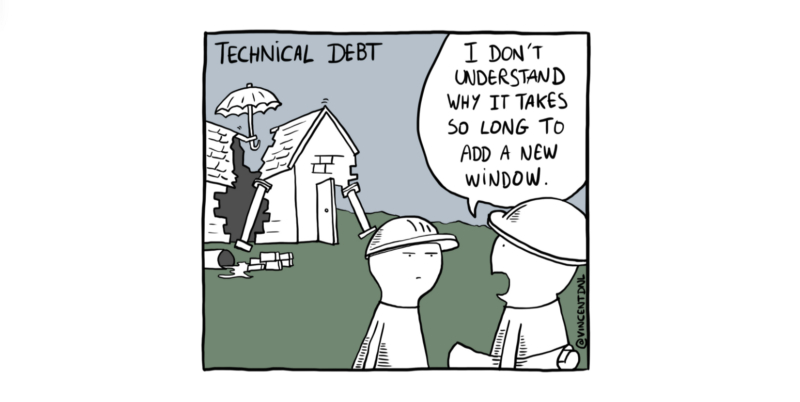 TECHNICAL DEBT
I DON'T
UNDERSTAND
WHY IT TAKES
SO LONG TO
ADD A NEW
WINDOW.
@VINCENTDNL